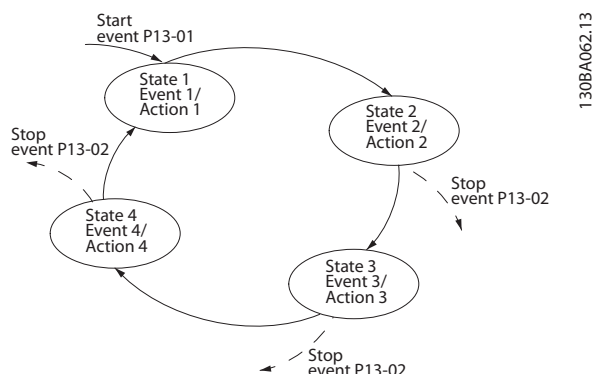 Start
event P13-01
130BA062.13
State 1
Event 1/
Action 1
State 2
Event 2/
Action 2
Stop
event P13-02
Stop
event P13-02
State 4
Event 4/
Action 4
State 3
Event 3/
Action 3
Stop
event P13-02